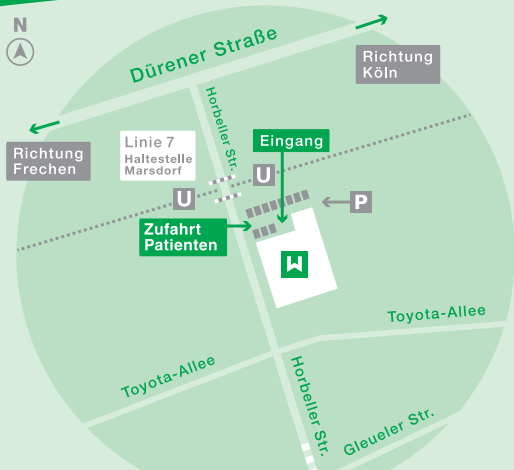 N
Dürener Straße
Richtung
Köln
Richtung
Frechen
Horbeller Str.
Linie 7
Haltestelle
Marsdorf
Eingang
U
U
P
Zufahrt
Patienten
W
Toyota-Allee
Toyota-Allee
Horbeller Str.
Gleueler Str.